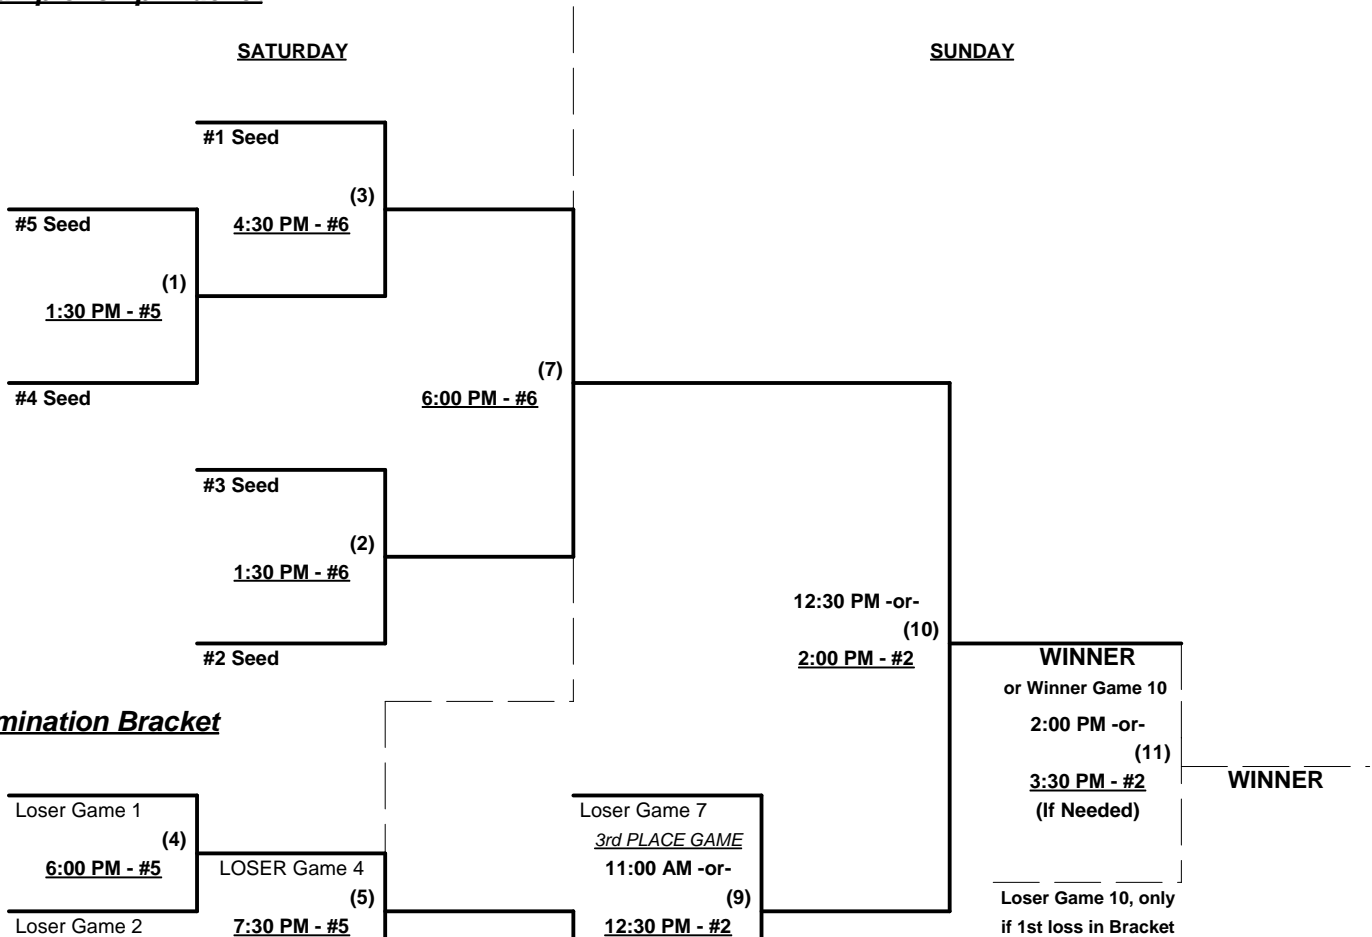 SATURDAY
SUNDAY
#1 Seed
(3)
#5 Seed
4:30 PM - #6
(1)
1:30 PM - #5
(7)
#4 Seed
6:00 PM - #6
#3 Seed
(2)
1:30 PM - #6
12:30 PM -or-
(10)
#2 Seed
2:00 PM - #2
WINNER
or Winner Game 10
mination Bracket
2:00 PM -or-
(11)
3:30 PM - #2
WINNER
(If Needed)
Loser Game 1
Loser Game 7
(4)
3rd PLACE GAME
6:00 PM - #5
LOSER Game 4
11:00 AM -or-
(5)
(9)
Loser Game 10, only
Loser Game 2
7:30 PM - #5
12:30 PM - #2
if 1st loss in Bracket